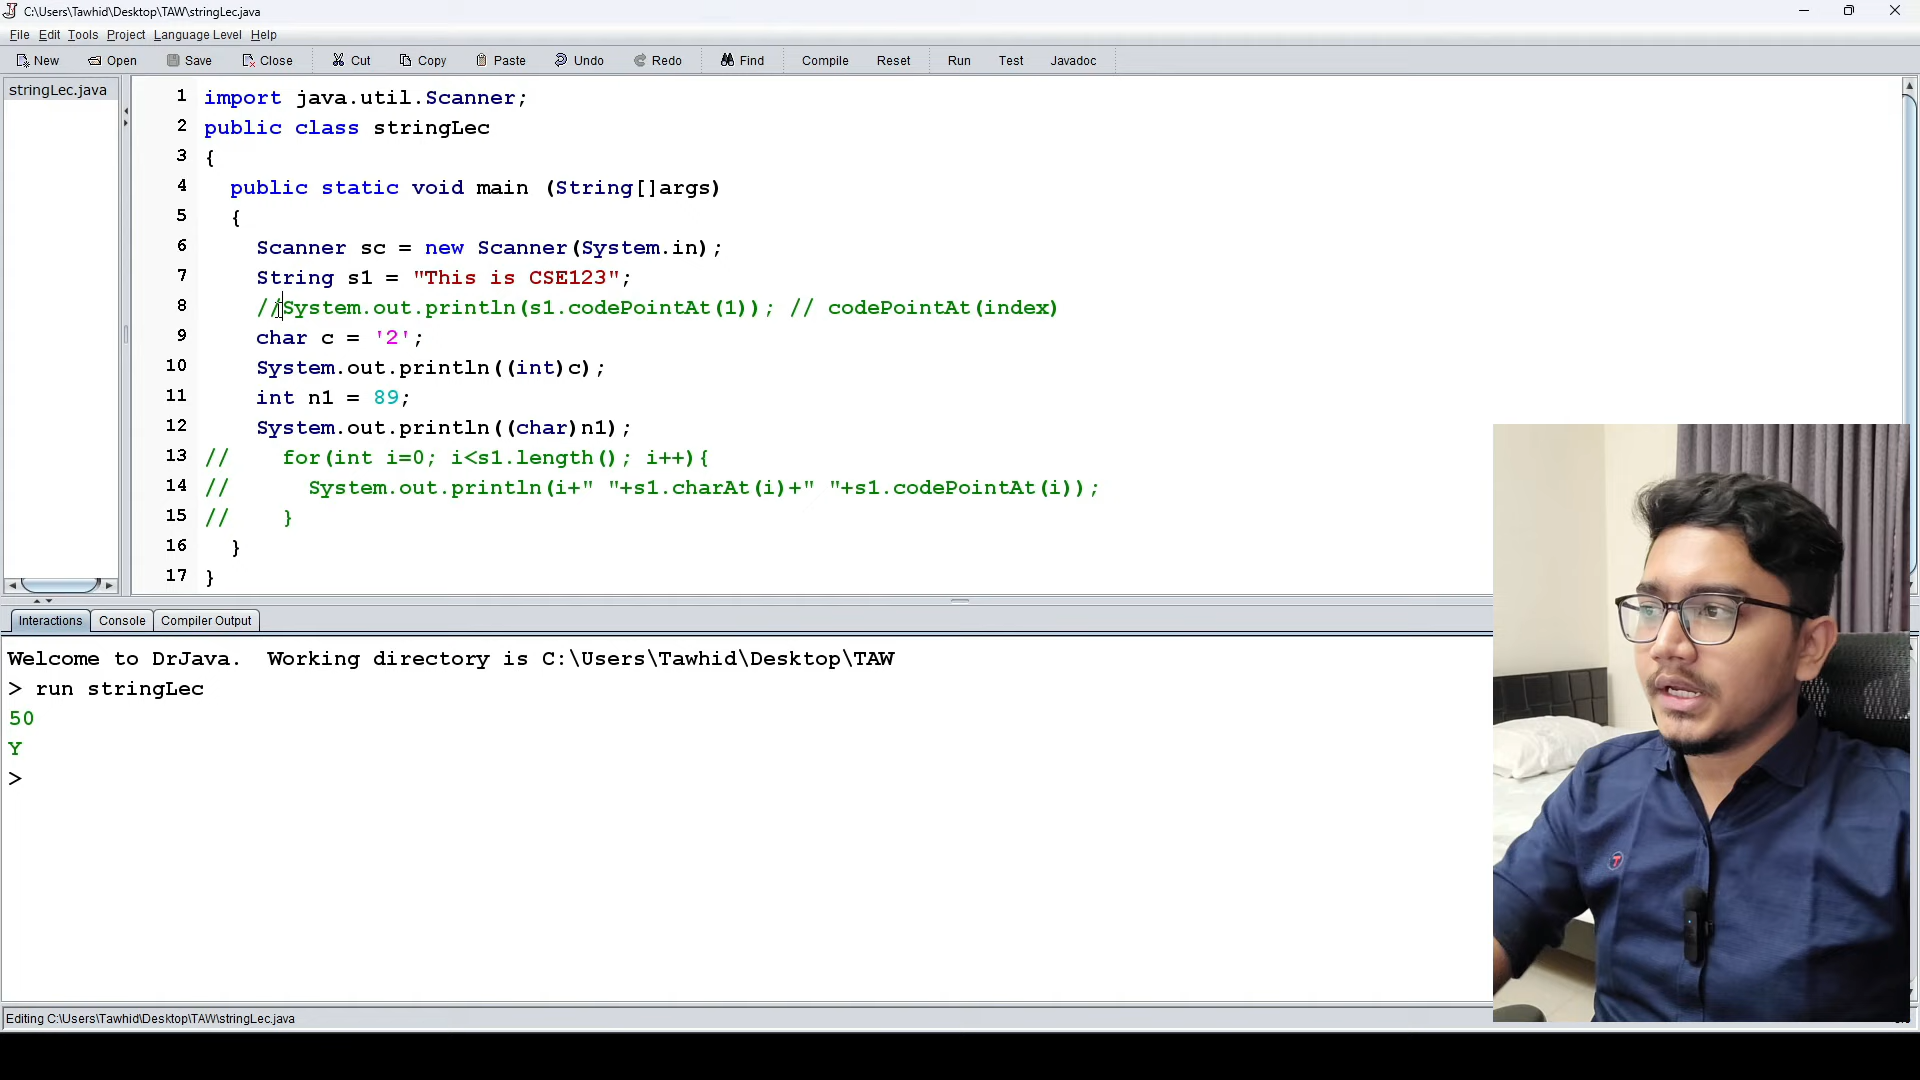 C:\Users\Tawhid\Desktop\TAW\stringLec.java
File Edit Tools Project Language Level Help
New Open Save Close Cut Copy Paste Undo Redo Find Compile Reset Run Test Javadoc
stringLec.java
1 import java.util.Scanner;
2 public class stringLec
3 {
4 public static void main (String[]args)
5 {
6 Scanner sc = new Scanner(System.in);
7 String s1 = "This is CSE123";
8 //System.out.println(s1.codePointAt(1)); // codePointAt(index)
9 char c = '2';
10 System.out.println((int)c);
11 int n1 = 89;
12 System.out.println((char)n1);
13 // for(int i=0; i<s1.length(); i++){
14 // System.out.println(i+" "+s1.charAt(i)+" "+s1.codePointAt(i));
15 // }
16 }
17 }
Interactions Console Compiler Output
Welcome to DrJava. Working directory is C:\Users\Tawhid\Desktop\TAW
> run stringLec
50
Y
>
Editing C:\Users\Tawhid\Desktop\TAW\stringLec.java